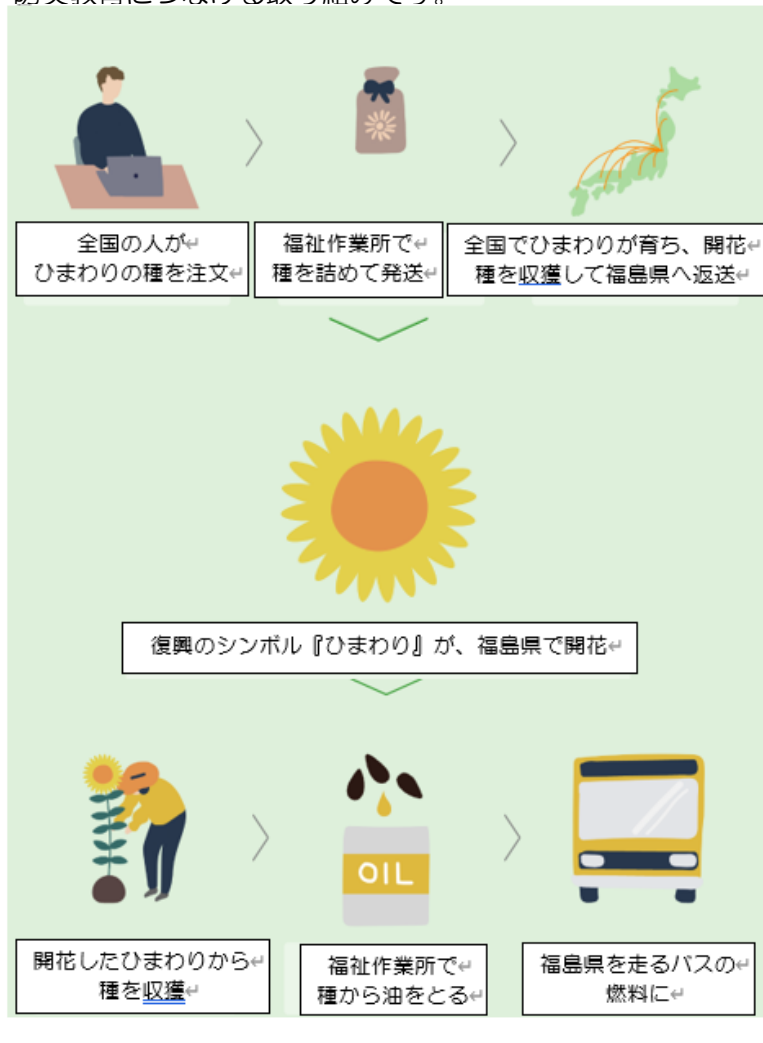 全国の人が
ひまわりの種を注文
福祉作業所で
種を詰めて発送
全国でひまわりが育ち、開花
種を収獲して福島県へ返送
復興のシンボル『ひまわり』が、福島県で開花
OIL
開花したひまわりから
種を収獲
福祉作業所で
種から油をとる
福島県を走るバスの
燃料に